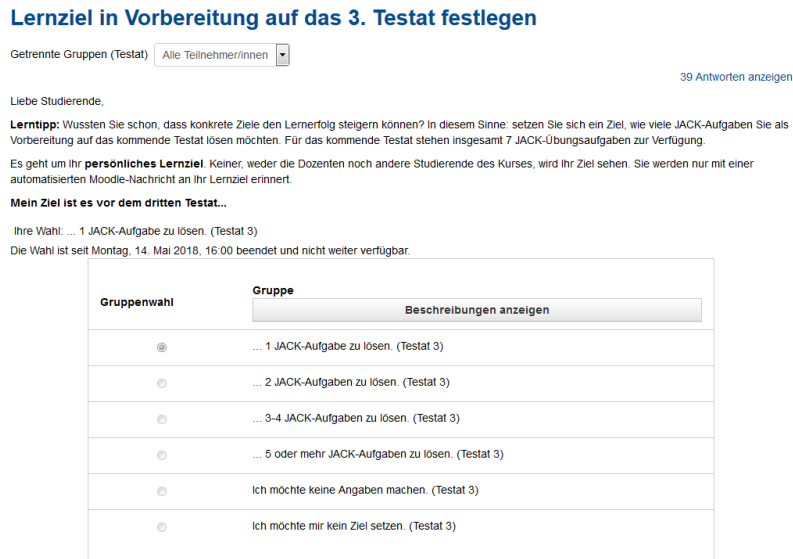 Lernziel in Vorbereitung auf das 3. Testat festlegen
Getrennte Gruppen (Testat) Alle Teilnehmer/innen
39 Antworten anzeigen
Liebe Studierende,
Lerntipp: Wussten Sie schon, dass konkrete Ziele den Lernerfolg steigern können? In diesem Sinne: setzen Sie sich ein Ziel, wie viele JACK-Aufgaben Sie als
Vorbereitung auf das kommende Testat lösen möchten. Für das kommende Testat stehen insgesamt 7 JACK-Übungsaufgaben zur Verfügung.
Es geht um Ihr persönliches Lernziel. Keiner, weder die Dozenten noch andere Studierende des Kurses, wird Ihr Ziel sehen. Sie werden nur mit einer
automatisierten Moodle-Nachricht an Ihr Lernziel erinnert.
Mein Ziel ist es vor dem dritten Testat...
Ihre Wahl: ... 1 JACK-Aufgabe zu lösen. (Testat 3)
Die Wahl ist seit Montag, 14. Mai 2018, 16:00 beendet und nicht weiter verfügbar.
Gruppenwahl
Gruppe
Beschreibungen anzeigen
... 1 JACK-Aufgabe zu lösen. (Testat 3)
... 2 JACK-Aufgaben zu lösen. (Testat 3)
... 3-4 JACK-Aufgaben zu lösen. (Testat 3)
... 5 oder mehr JACK-Aufgaben zu lösen. (Testat 3)
Ich möchte keine Angaben machen. (Testat 3)
Ich möchte mir kein Ziel setzen. (Testat 3)